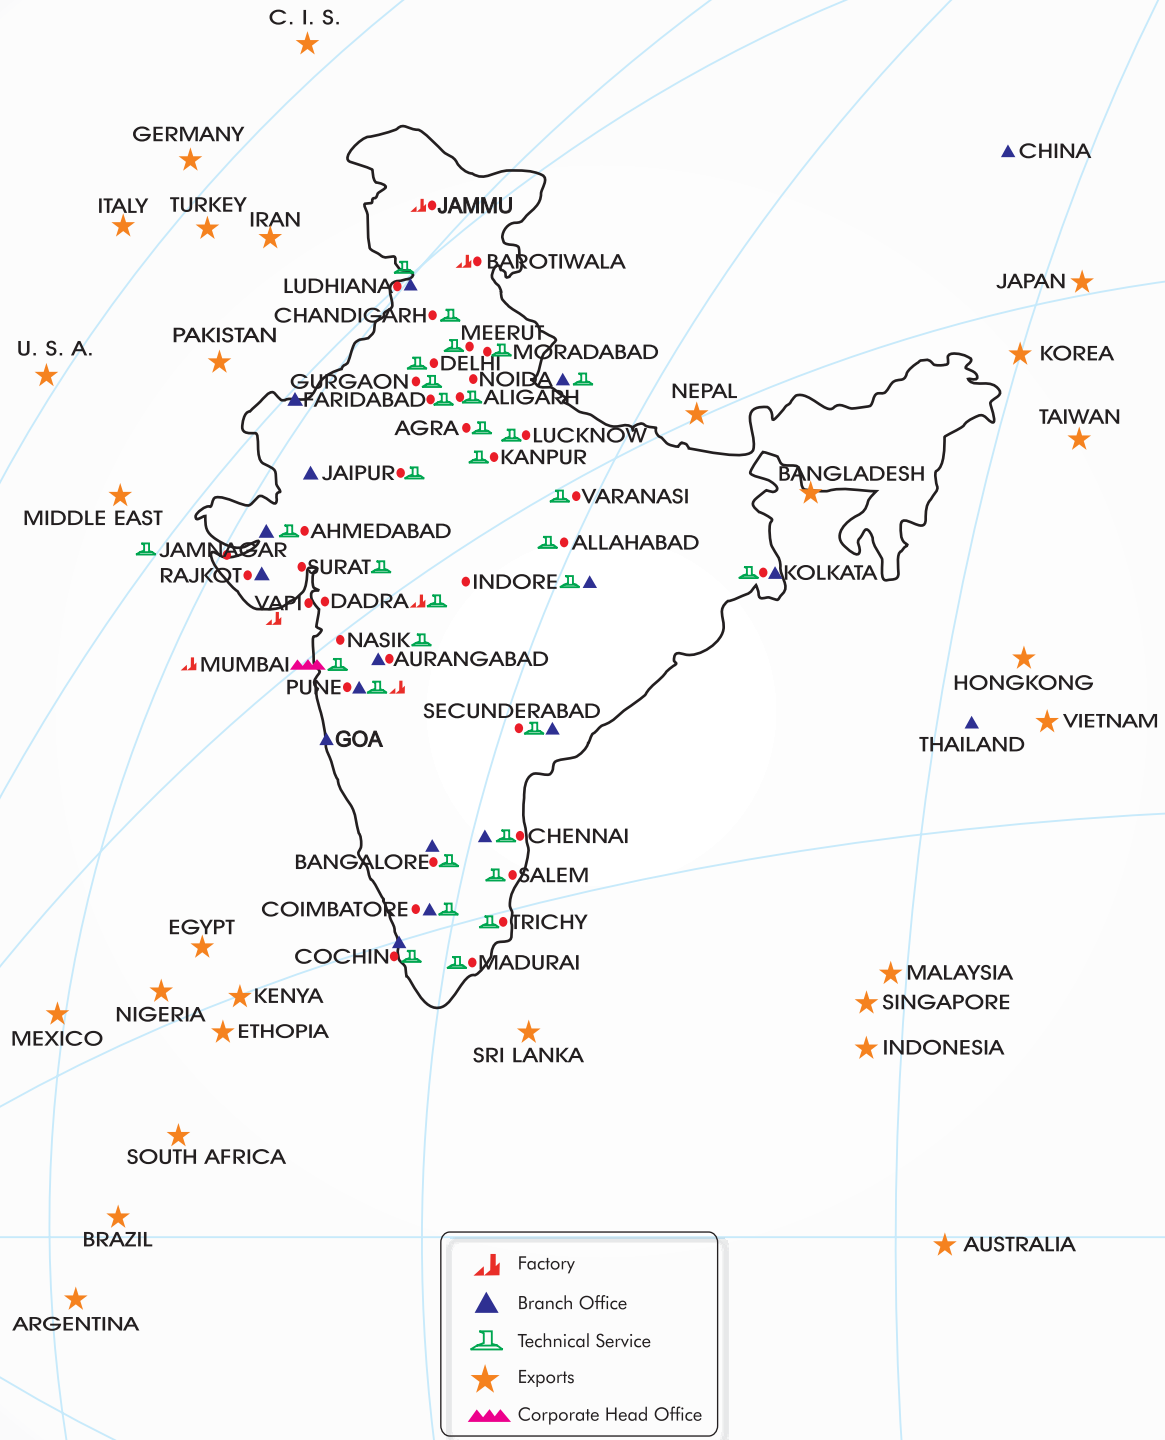 C. I. S.
GERMANY
CHINA
ITALY
TURKEY
IRAN
JAMMU
BAROTIWALA
JAPAN
LUDHIANA
CHANDIGARH
PAKISTAN
MEERUT
U. S. A.
MORADABAD
KOREA
DELHI
GURGAON
NOIDA
NEPAL
FARIDABAD
ALIGARH
TAIWAN
AGRA
LUCKNOW
KANPUR
JAIPUR
BANGLADESH
VARANASI
MIDDLE EAST
AHMEDABAD
ALLAHABAD
JAMNAGAR
SURAT
RAJKOT
INDORE
KOLKATA
VAPI
DADRA
NASIK
MUMBAI
AURANGABAD
PUNE
HONGKONG
SECUNDERABAD
VIETNAM
GOA
THAILAND
CHENNAI
BANGALORE
SALEM
COIMBATORE
TRICHY
EGYPT
COCHIN
MADURAI
MALAYSIA
KENYA
SINGAPORE
NIGERIA
ETHOPIA
MEXICO
SRI LANKA
INDONESIA
SOUTH AFRICA
BRAZIL
AUSTRALIA
ARGENTINA
Factory
Branch Office
Technical Service
Exports
Corporate Head Office